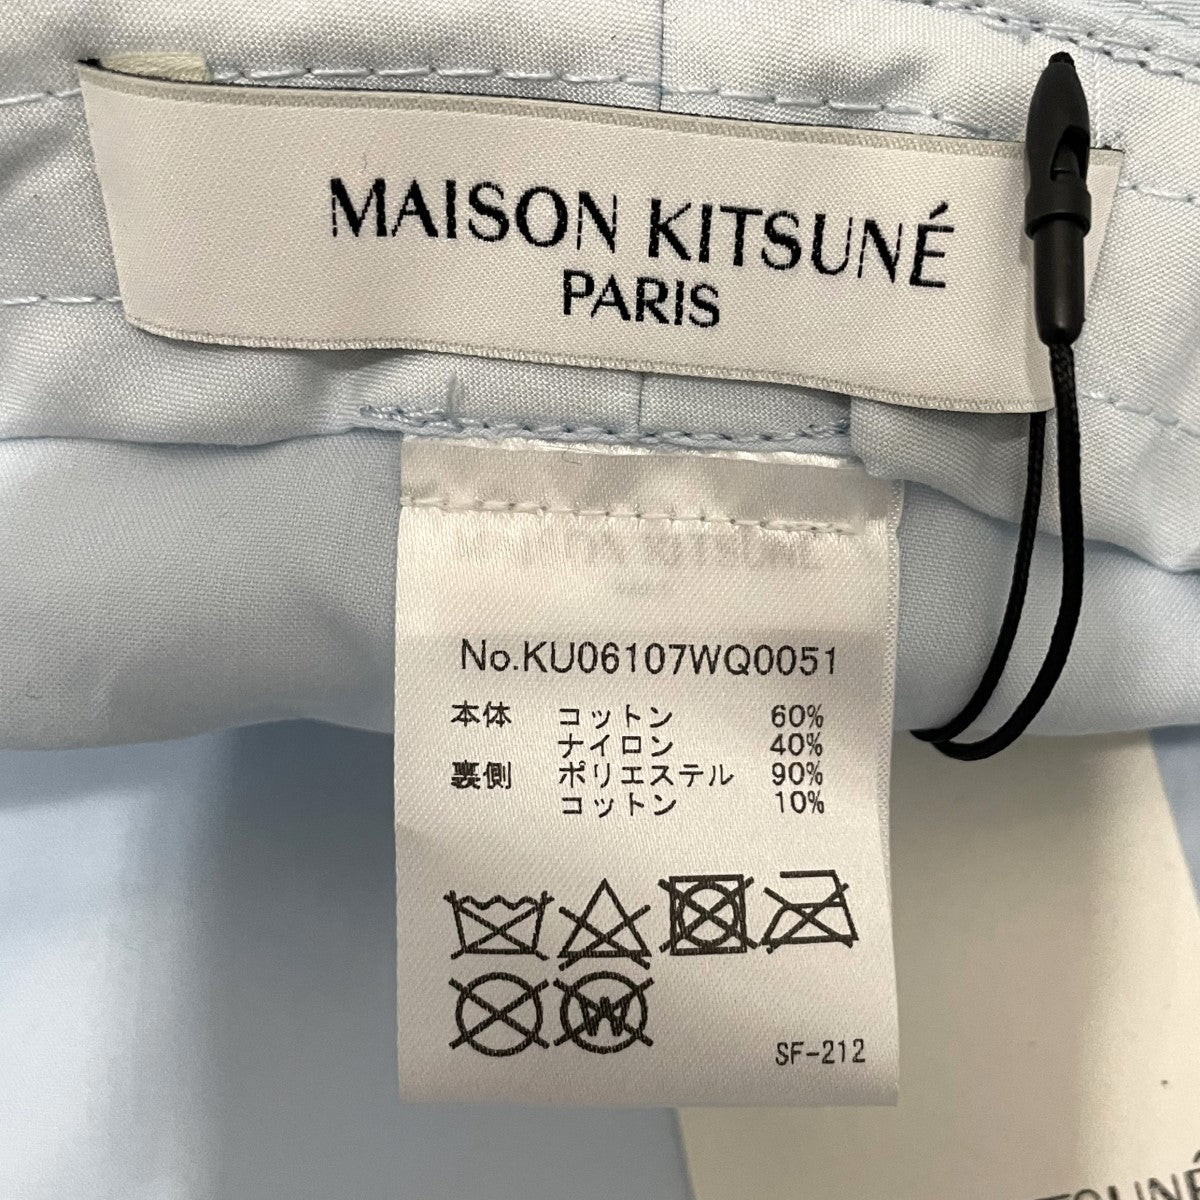 MAISON KITSUNÉ
PARIS
No.KU06107WQ0051
本体 コットン 60%
ナイロン 40%
裏側 ポリエステル 90%
コットン 10%
SF-212